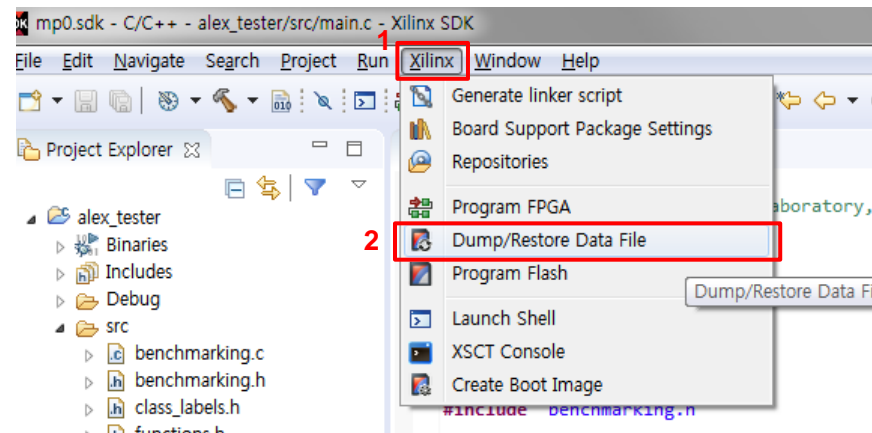 mp0.sdk - C/C++ - alex_tester/src/main.c - Xilinx SDK
1
File Edit Navigate Search Project Run Xilinx Window Help
Generate linker script
Board Support Package Settings
Repositories
Program FPGA
2
Dump/Restore Data File
Program Flash
Launch Shell
XSCT Console
Create Boot Image
Dump/Restore Data Fi
Project Explorer
alex_tester
Binaries
Includes
Debug
src
benchmarking.c
benchmarking.h
class_labels.h
functions.h
aboratory,
#include "benchmarking.h